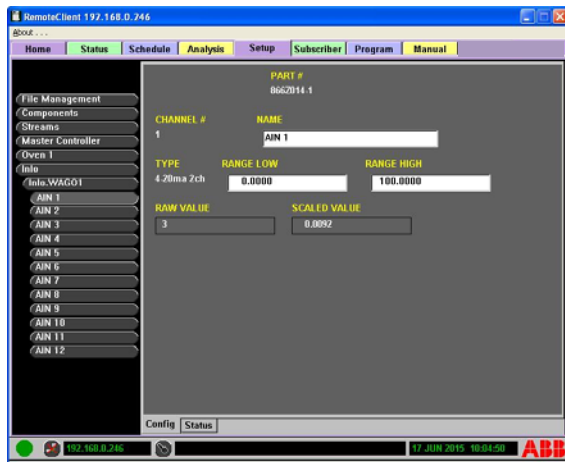 RemoteClient 192.168.0.246
About . . .
Home Status Schedule Analysis Setup Subscriber Program Manual
PART #
8662014-1
File Management
Components
Streams
Master Controller
Oven 1
Info
Info.WAGO1
AIN 1
AIN 2
AIN 3
AIN 4
AIN 5
AIN 6
AIN 7
AIN 8
AIN 9
AIN 10
AIN 11
AIN 12
CHANNEL # NAME
1 AIN 1
TYPE RANGE LOW RANGE HIGH
4-20ma 2ch 0.0000 100.0000
RAW VALUE SCALED VALUE
3 0.0092
Config Status
192.168.0.246 17 JUN 2015 10:04:50 ABB